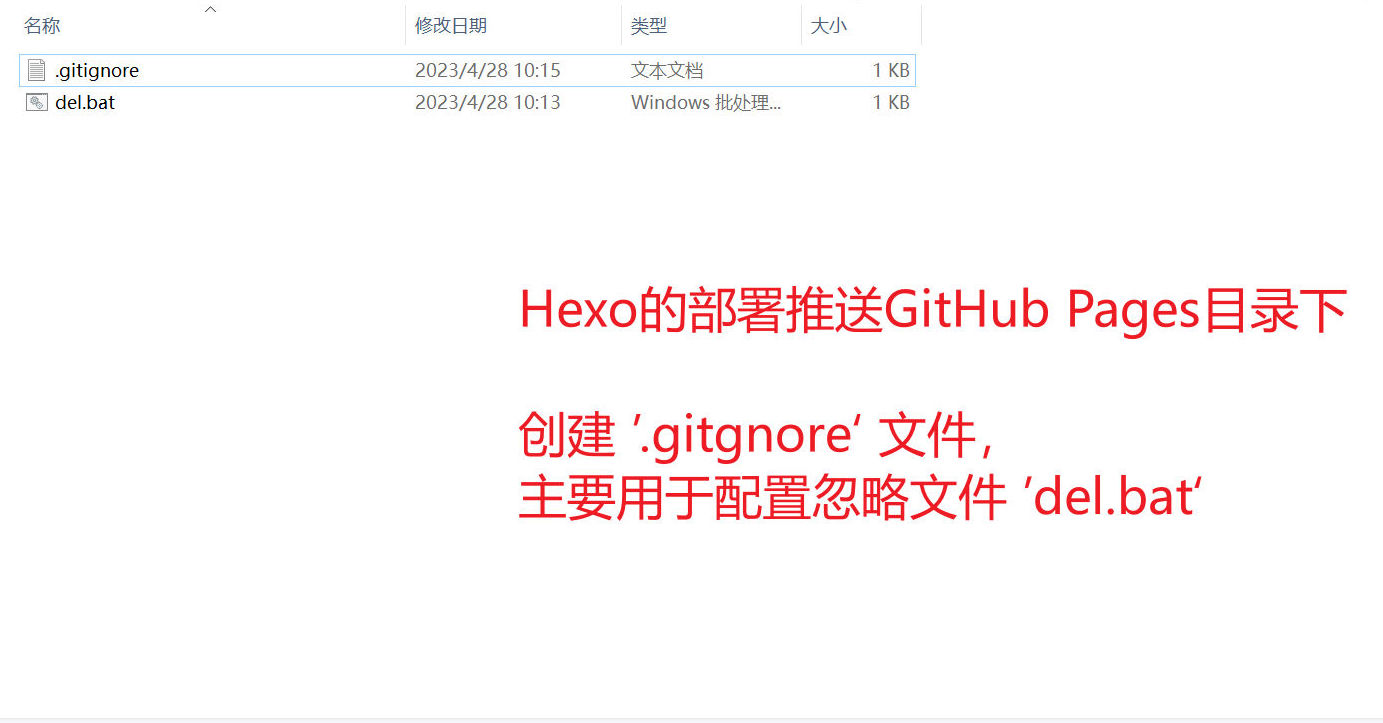 名称 修改日期 类型 大小
.gitignore 2023/4/28 10:15 文本文档 1 KB
del.bat 2023/4/28 10:13 Windows 批处理... 1 KB
Hexo的部署推送GitHub Pages目录下
创建 ′.gitgnore‘ 文件，
主要用于配置忽略文件 ′del.bat‘